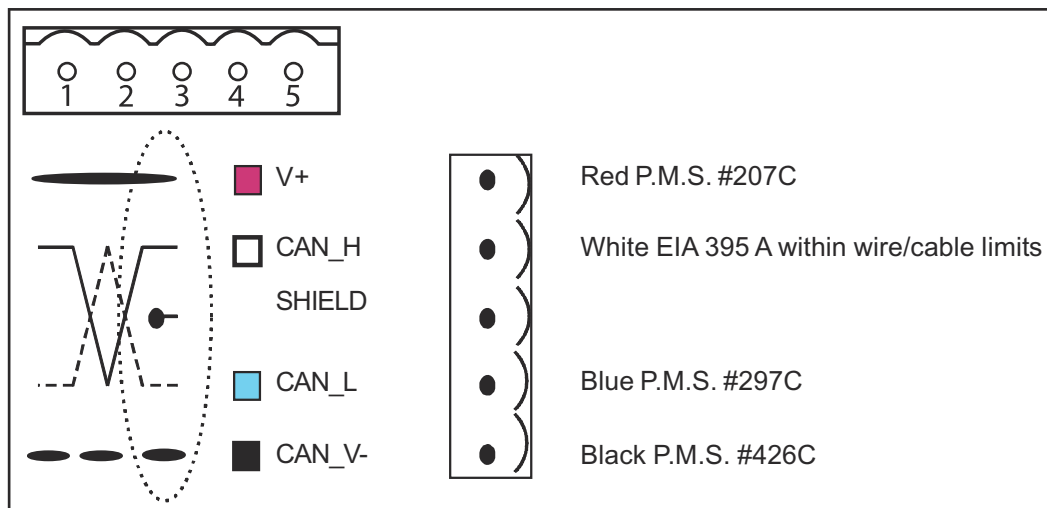 1 2 3 4 5
V+ Red P.M.S. #207C
CAN_H White EIA 395 A within wire/cable limits
SHIELD
CAN_L Blue P.M.S. #297C
CAN_V- Black P.M.S. #426C